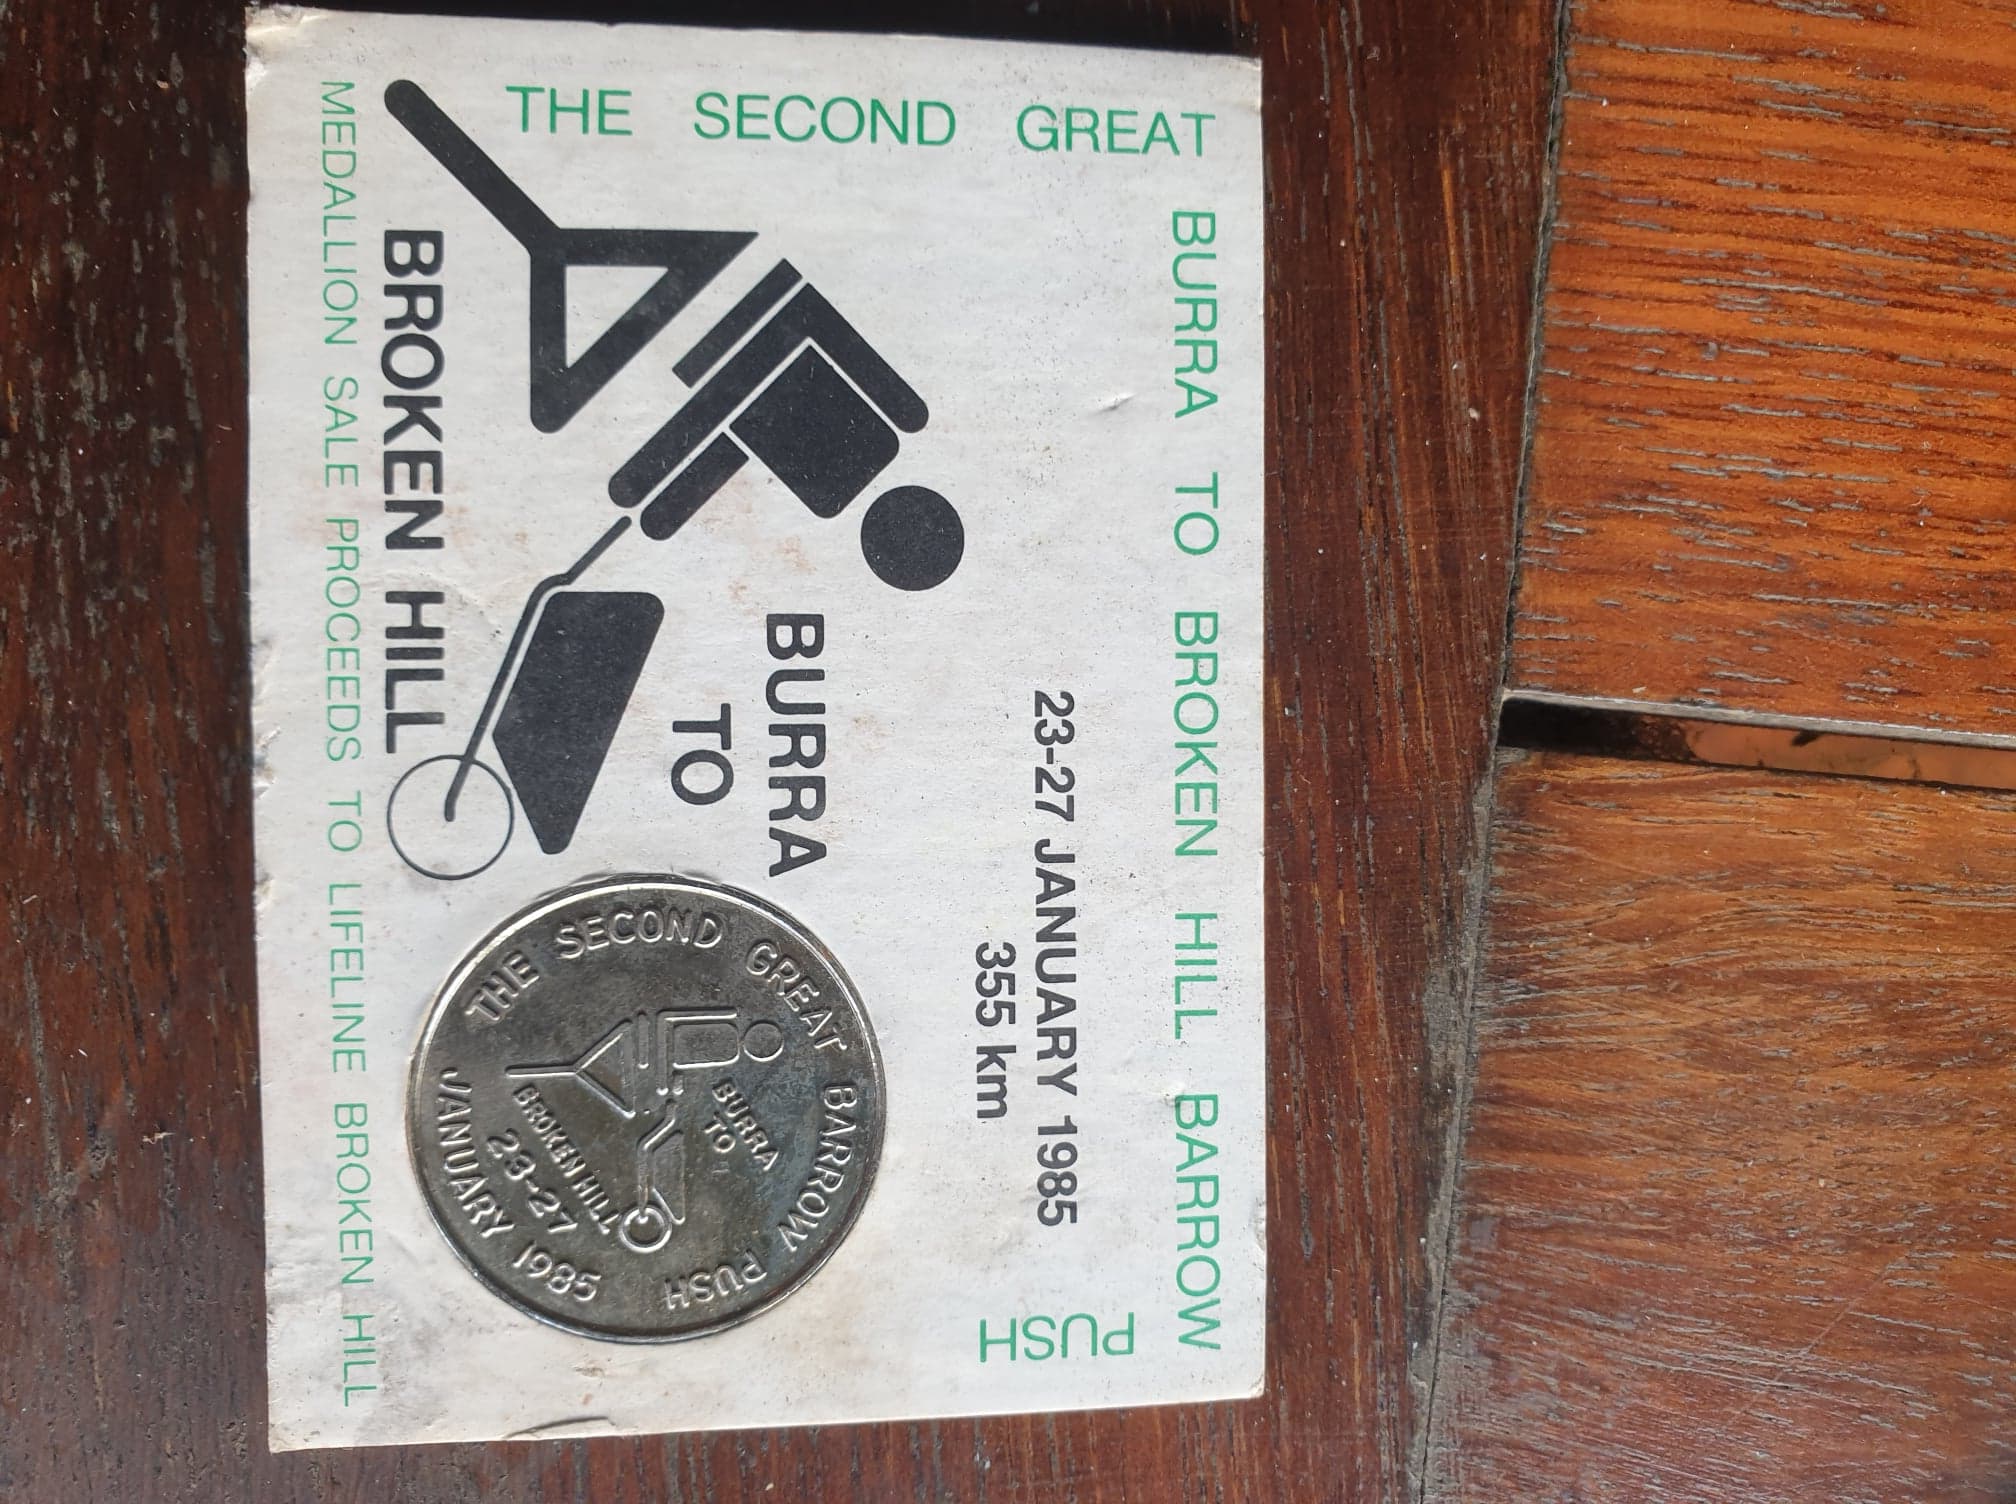 THE SECOND GREAT
BURRA TO BROKEN HILL BARROW
PUSH
23-27 JANUARY 1985
355 km
BURRA
TO
BROKEN HILL
MEDALLION SALE PROCEEDS TO LIFELINE BROKEN HILL
THE SECOND GREAT BARROW PUSH
BURRA
TO
BROKEN HILL
23-27
JANUARY 1985